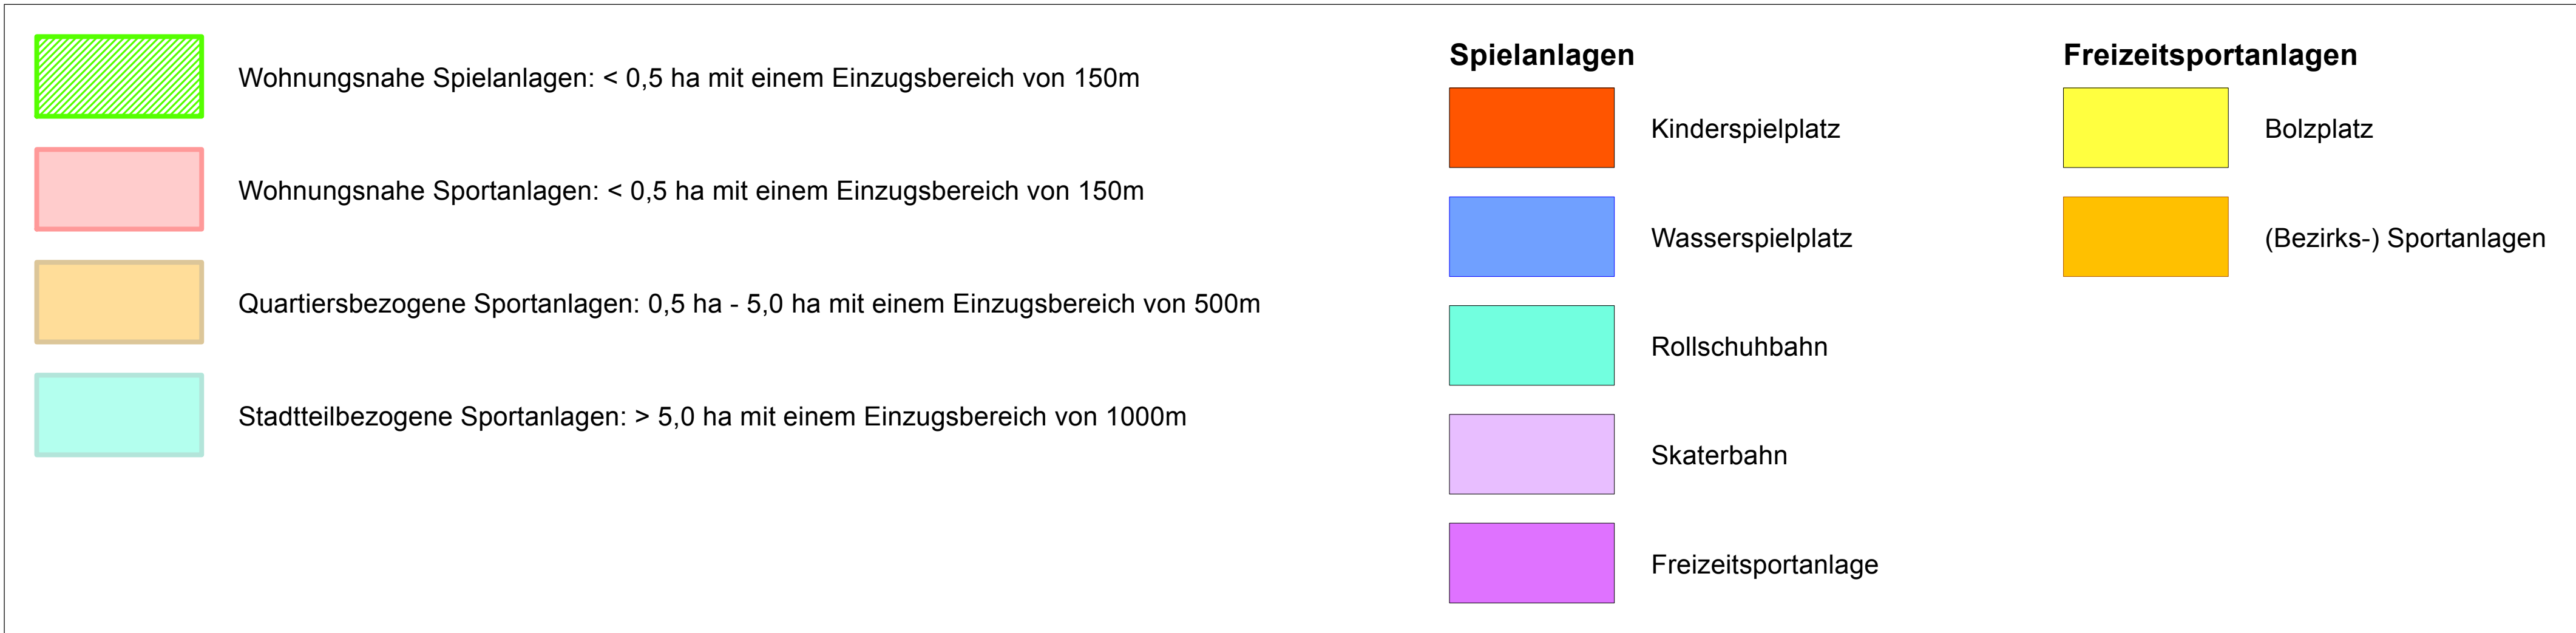 Wohnungsnahe Spielanlagen: < 0,5 ha mit einem Einzugsbereich von 150m
Wohnungsnahe Sportanlagen: < 0,5 ha mit einem Einzugsbereich von 150m
Quartiersbezogene Sportanlagen: 0,5 ha - 5,0 ha mit einem Einzugsbereich von 500m
Stadtteilbezogene Sportanlagen: > 5,0 ha mit einem Einzugsbereich von 1000m
Spielanlagen
Kinderspielplatz
Wasserspielplatz
Rollschuhbahn
Skaterbahn
Freizeitsportanlage
Freizeitsportanlagen
Bolzplatz
(Bezirks-) Sportanlagen